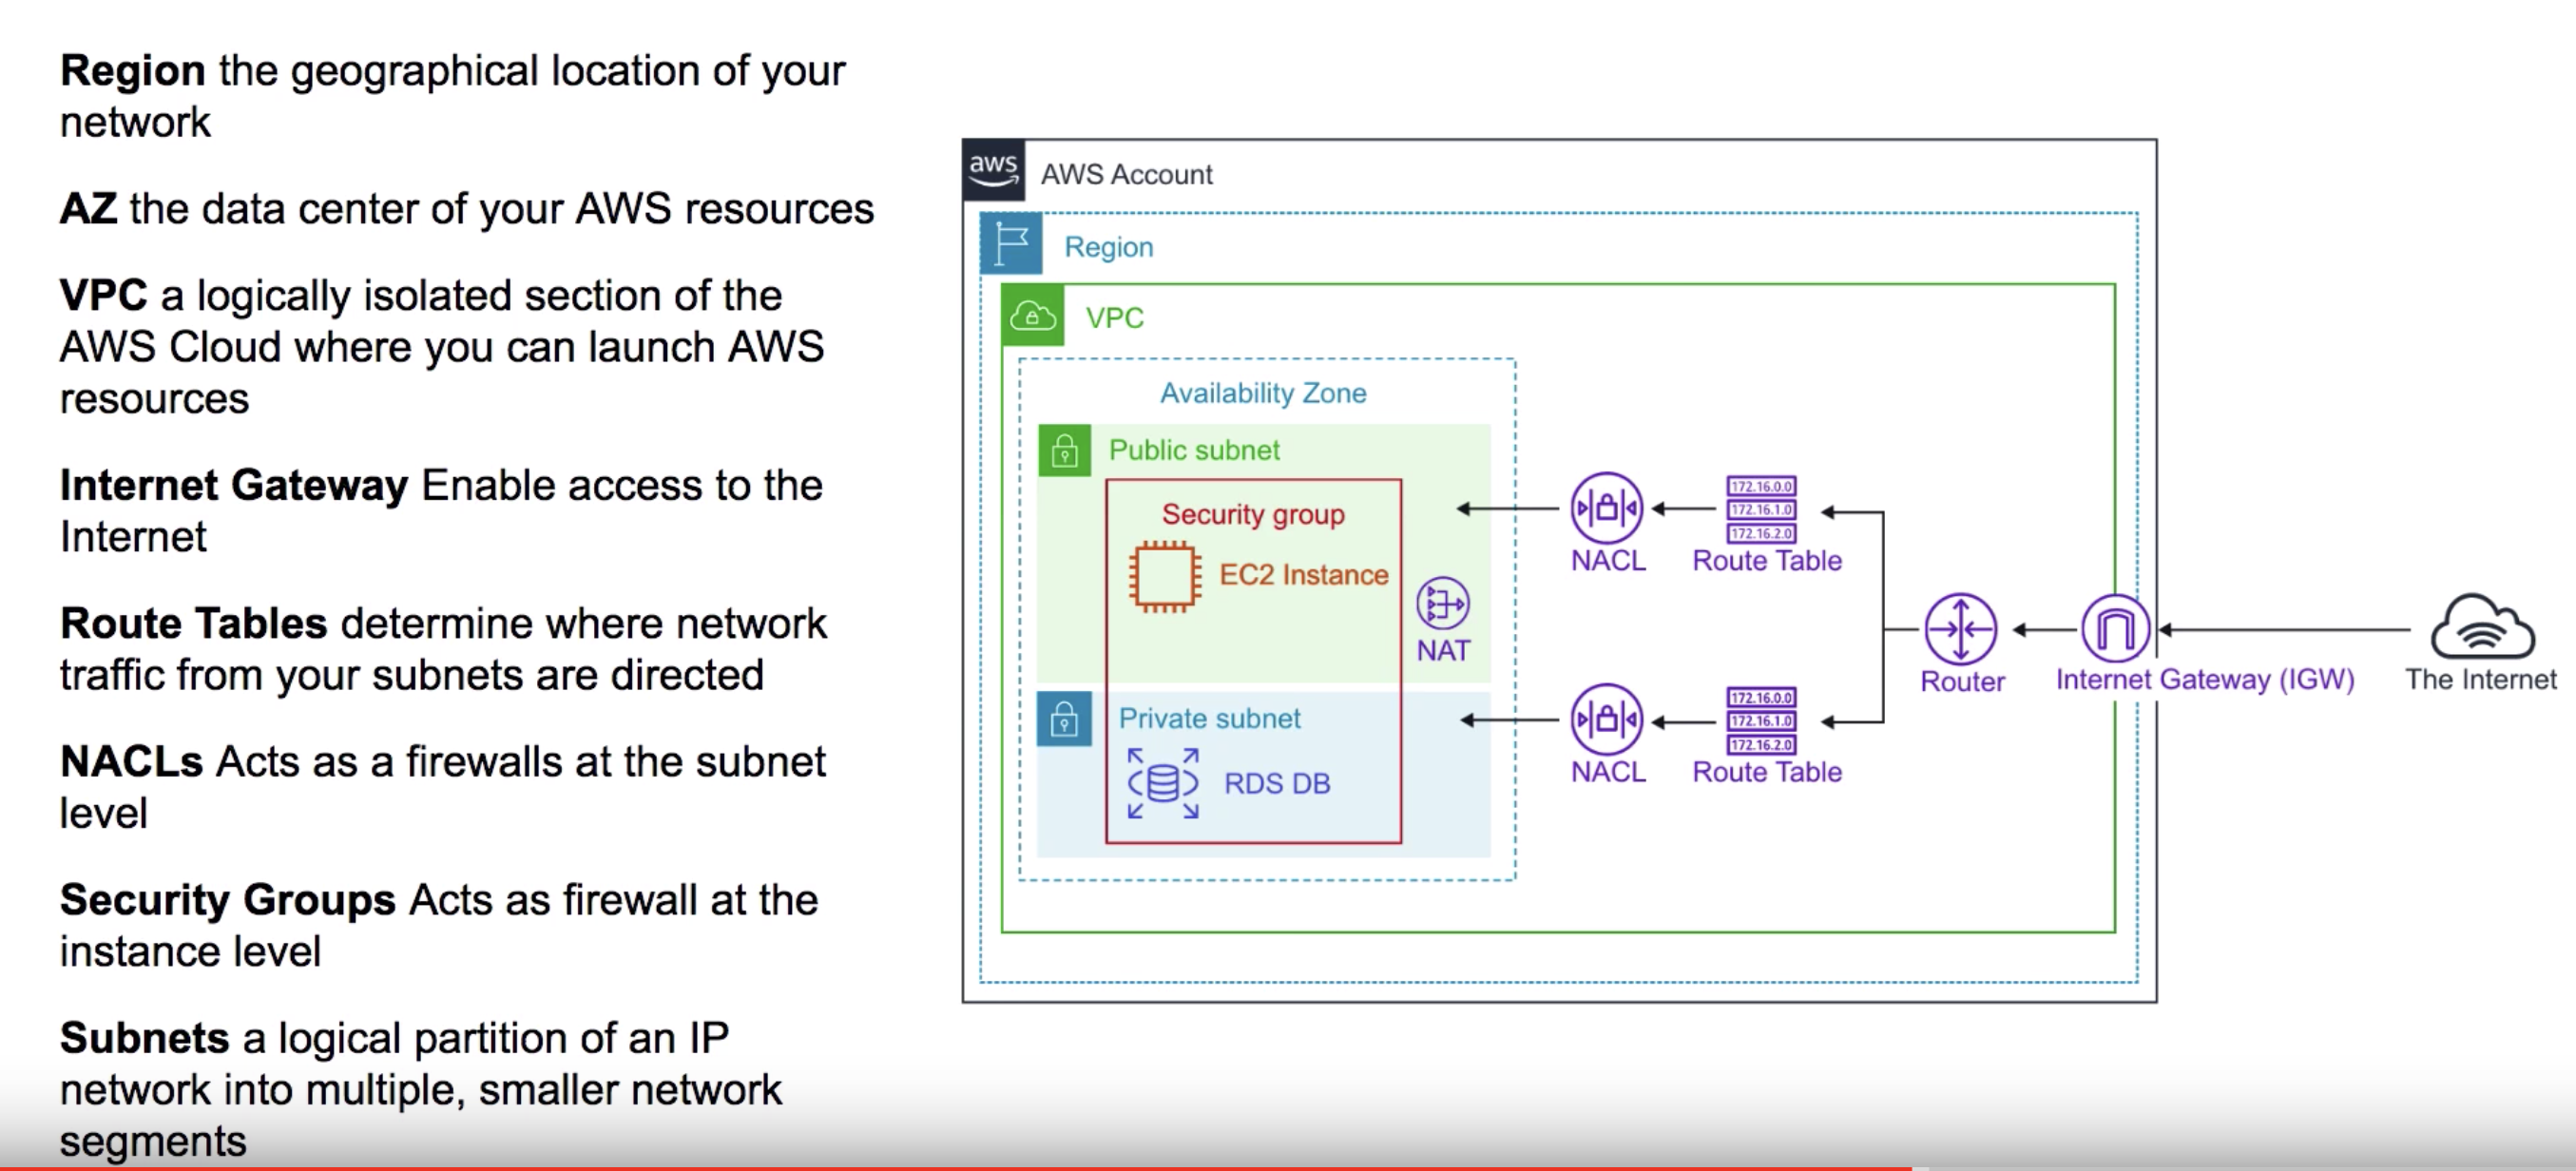 Region the geographical location of your
network
AZ the data center of your AWS resources
VPC a logically isolated section of the
AWS Cloud where you can launch AWS
resources
Internet Gateway Enable access to the
Internet
Route Tables determine where network
traffic from your subnets are directed
NACLs Acts as a firewalls at the subnet
level
Security Groups Acts as firewall at the
instance level
Subnets a logical partition of an IP
network into multiple, smaller network
segments
aws
AWS Account
Region
VPC
Availability Zone
Public subnet
Security group
EC2 Instance
NAT
Private subnet
RDS DB
NACL
172.16.0.0
172.16.1.0
172.16.2.0
Route Table
NACL
172.16.0.0
172.16.1.0
172.16.2.0
Route Table
Router
Internet Gateway (IGW)
The Internet